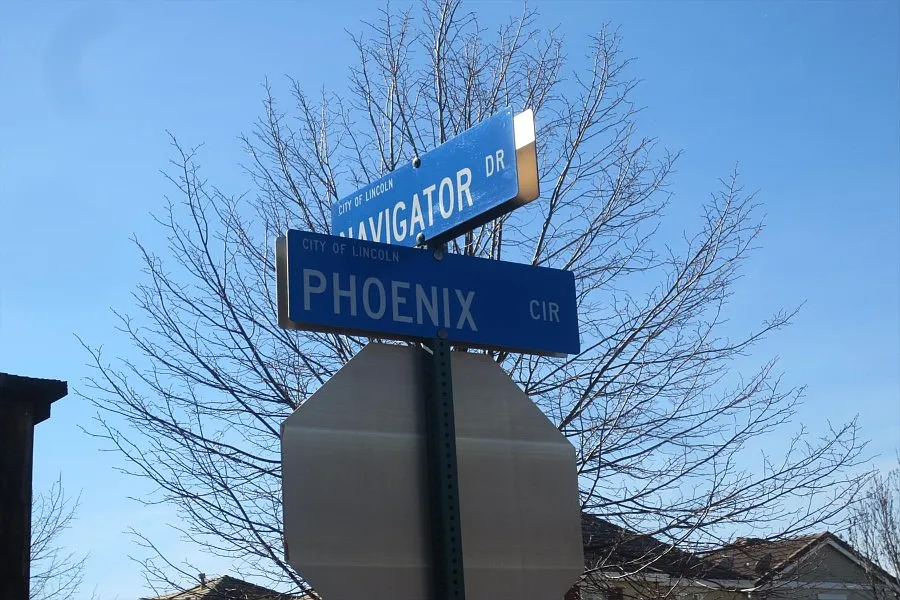 CITY OF LINCOLN
NAVIGATOR DR
CITY OF LINCOLN
PHOENIX CIR